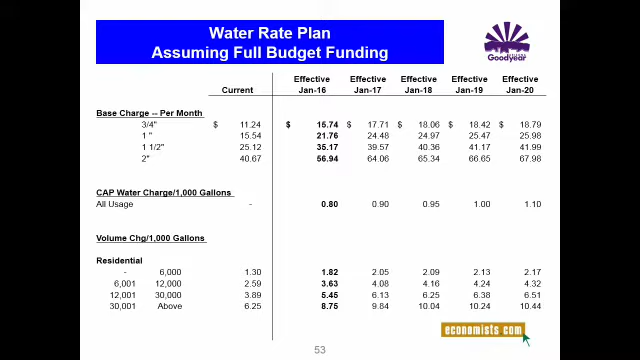 Water Rate Plan
Assuming Full Budget Funding
Goodyear
Effective Effective Effective Effective Effective
Current Jan-16 Jan-17 Jan-18 Jan-19 Jan-20
Base Charge -- Per Month
3/4" $ 11.24 $ 15.74 $ 17.71 $ 18.06 $ 18.42 $ 18.79
1 " 15.54 21.76 24.48 24.97 25.47 25.98
1 1/2" 25.12 35.17 39.57 40.36 41.17 41.99
2" 40.67 56.94 64.06 65.34 66.65 67.98
CAP Water Charge/1,000 Gallons
All Usage - 0.80 0.90 0.95 1.00 1.10
Volume Chg/1,000 Gallons
Residential
- 6,000 1.30 1.82 2.05 2.09 2.13 2.17
6,001 12,000 2.59 3.63 4.08 4.16 4.24 4.32
12,001 30,000 3.89 5.45 6.13 6.25 6.38 6.51
30,001 Above 6.25 8.75 9.84 10.04 10.24 10.44
economists.com
53